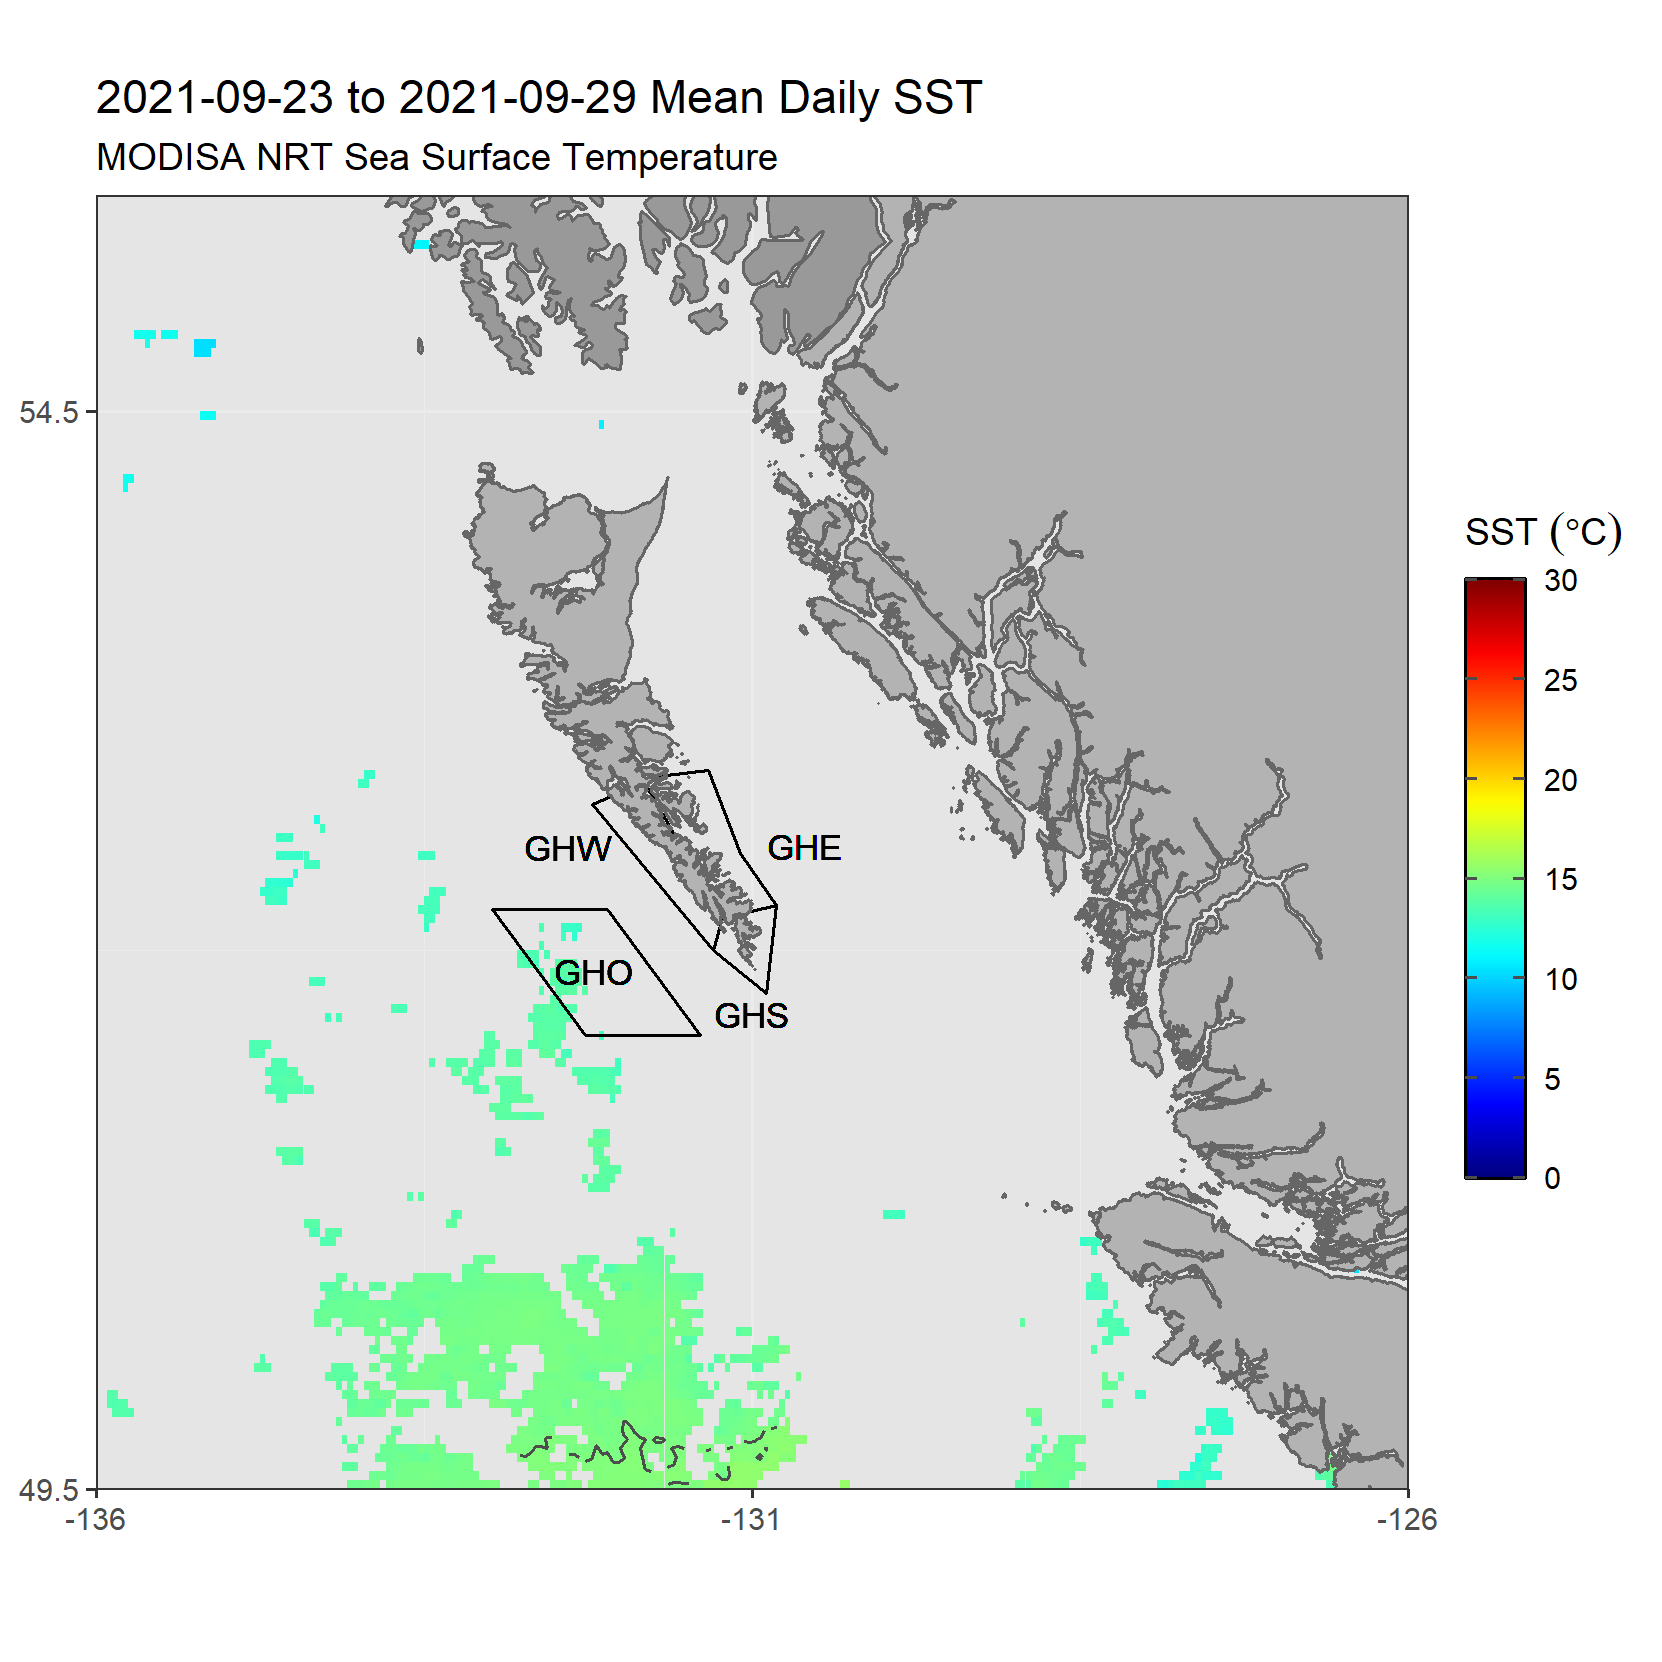 2021-09-23 to 2021-09-29 Mean Daily SST
MODISA NRT Sea Surface Temperature
54.5
49.5
-136
-131
-126
GHW
GHE
GHO
GHS
SST (°C)
30
25
20
15
10
5
0